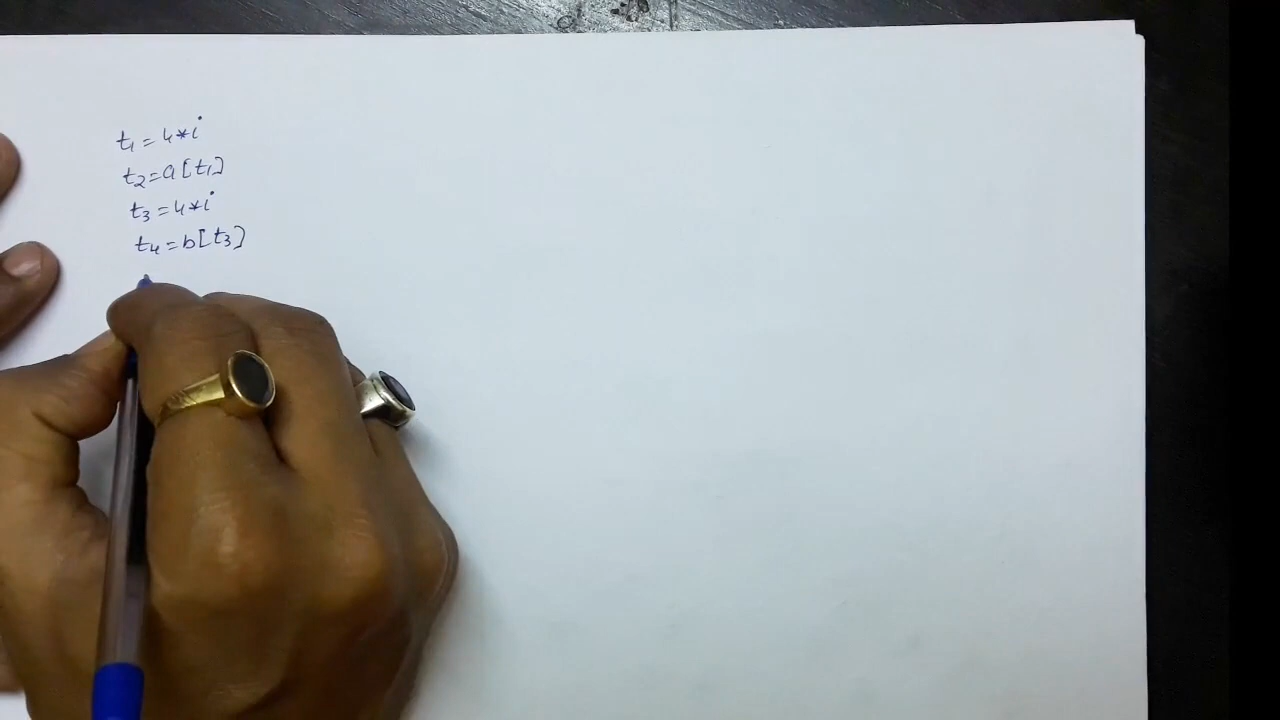 t1 = 4*i
t2 = a[t1]
t3 = 4*i
t4 = b[t3]